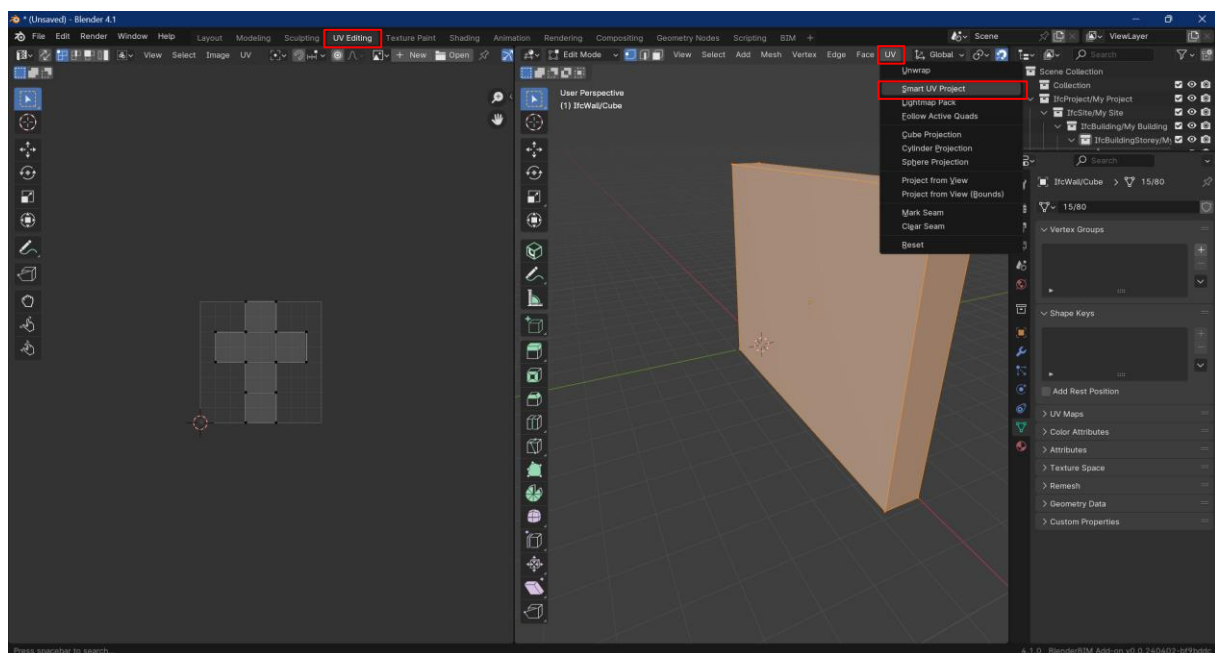 * (Unsaved) - Blender 4.1
File Edit Render Window Help Layout Modeling Sculpting UV Editing Texture Paint Shading Animation Rendering Compositing Geometry Nodes Scripting BIM + Scene ViewLayer
View Select Image UV + New Open Edit Mode View Select Add Mesh Vertex Edge Face UV Global Search
User Perspective
(1) IfcWall/Cube
Unwrap
Smart UV Project
Lightmap Pack
Follow Active Quads
Cube Projection
Cylinder Projection
Sphere Projection
Project from View
Project from View (Bounds)
Mark Seam
Clear Seam
Reset
Scene Collection
Collection
IfcProject/My Project
IfcSite/My Site
IfcBuilding/My Building
IfcBuildingStorey/My
Search
IfcWall/Cube > 15/80
15/80
Vertex Groups
Shape Keys
Add Rest Position
UV Maps
Color Attributes
Attributes
Texture Space
Remesh
Geometry Data
Custom Properties
Press spacebar to search...
4.1.0 BlenderBIM Add-on v0.0.240402-